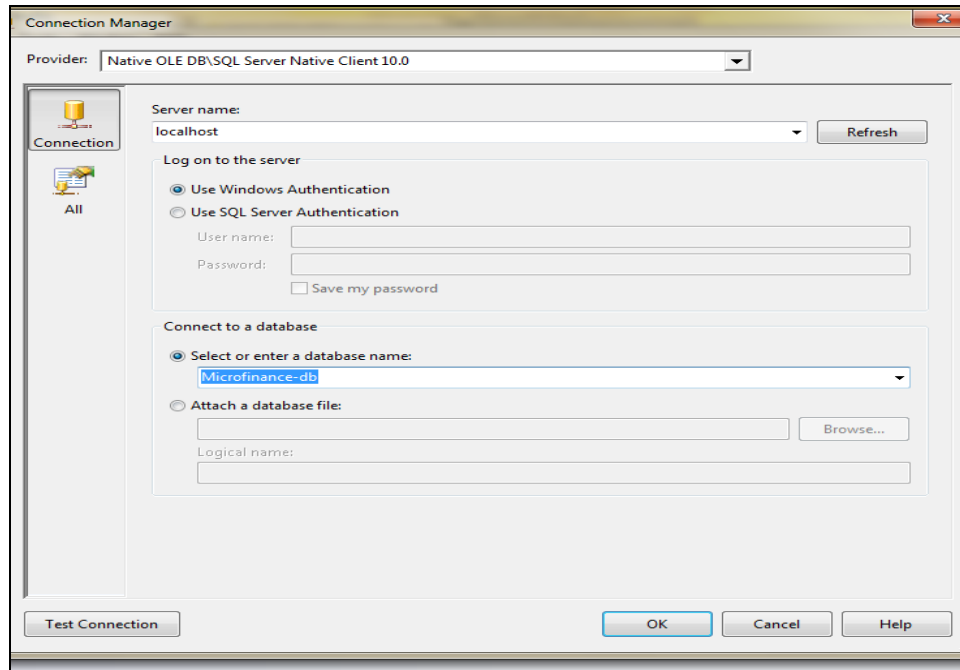 Connection Manager
Provider: Native OLE DB\SQL Server Native Client 10.0
Connection
All
Server name:
localhost
Refresh
Log on to the server
Use Windows Authentication
Use SQL Server Authentication
User name:
Password:
Save my password
Connect to a database
Select or enter a database name:
Microfinance-db
Attach a database file:
Browse...
Logical name:
Test Connection
OK
Cancel
Help